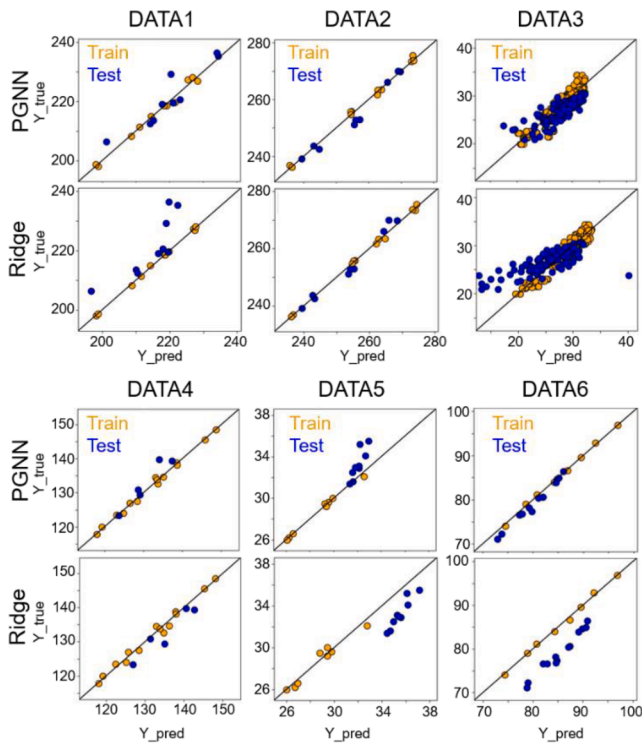 DATA1 DATA2 DATA3
PGNN
Y_true
240
220
200
Train
Test
280
260
240
40
30
20
Ridge
Y_true
240
220
200
280
260
240
40
30
20
200 220 240
240 260 280
20 30 40
Y_pred Y_pred Y_pred
DATA4 DATA5 DATA6
PGNN
Y_true
150
140
130
120
Train
Test
38
34
30
26
Train
Test
100
90
80
70
Train
Test
Ridge
Y_true
150
140
130
120
38
34
30
26
100
90
80
70
120 130 140 150
26 30 34 38
70 80 90 100
Y_pred Y_pred Y_pred